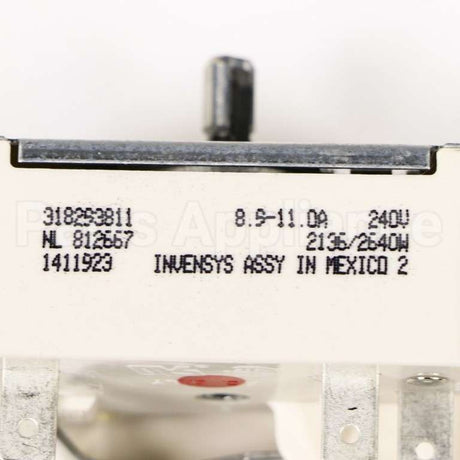 318293811 8.9-11.0A 240V
NL 812667 2136/2640W
1411923 INVENSYS ASSY IN MEXICO 2